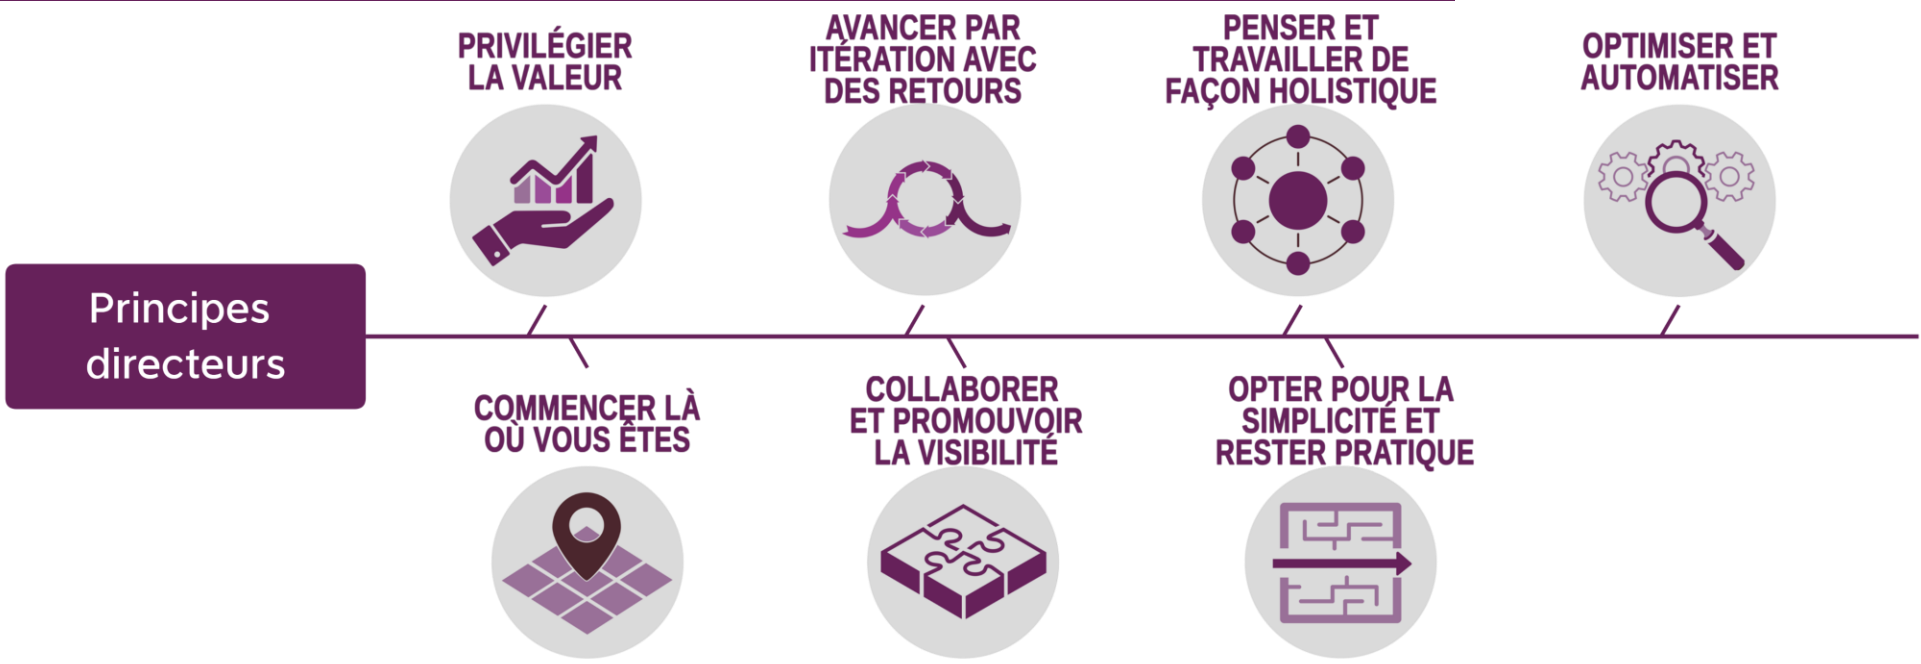 PRIVILÉGIER
LA VALEUR
AVANCER PAR
ITÉRATION AVEC
DES RETOURS
PENSER ET
TRAVAILLER DE
FAÇON HOLISTIQUE
OPTIMISER ET
AUTOMATISER
Principes
directeurs
COMMENCER LÀ
OÙ VOUS ÊTES
COLLABORER
ET PROMOUVOIR
LA VISIBILITÉ
OPTER POUR LA
SIMPLICITÉ ET
RESTER PRATIQUE